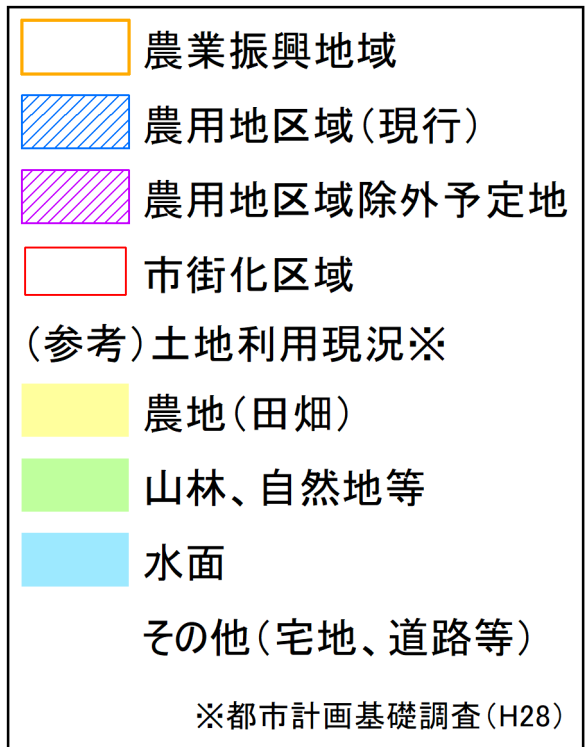 農業振興地域
農用地区域(現行)
農用地区域除外予定地
市街化区域
(参考)土地利用現況※
農地(田畑)
山林、自然地等
水面
その他(宅地、道路等)
※都市計画基礎調査(H28)